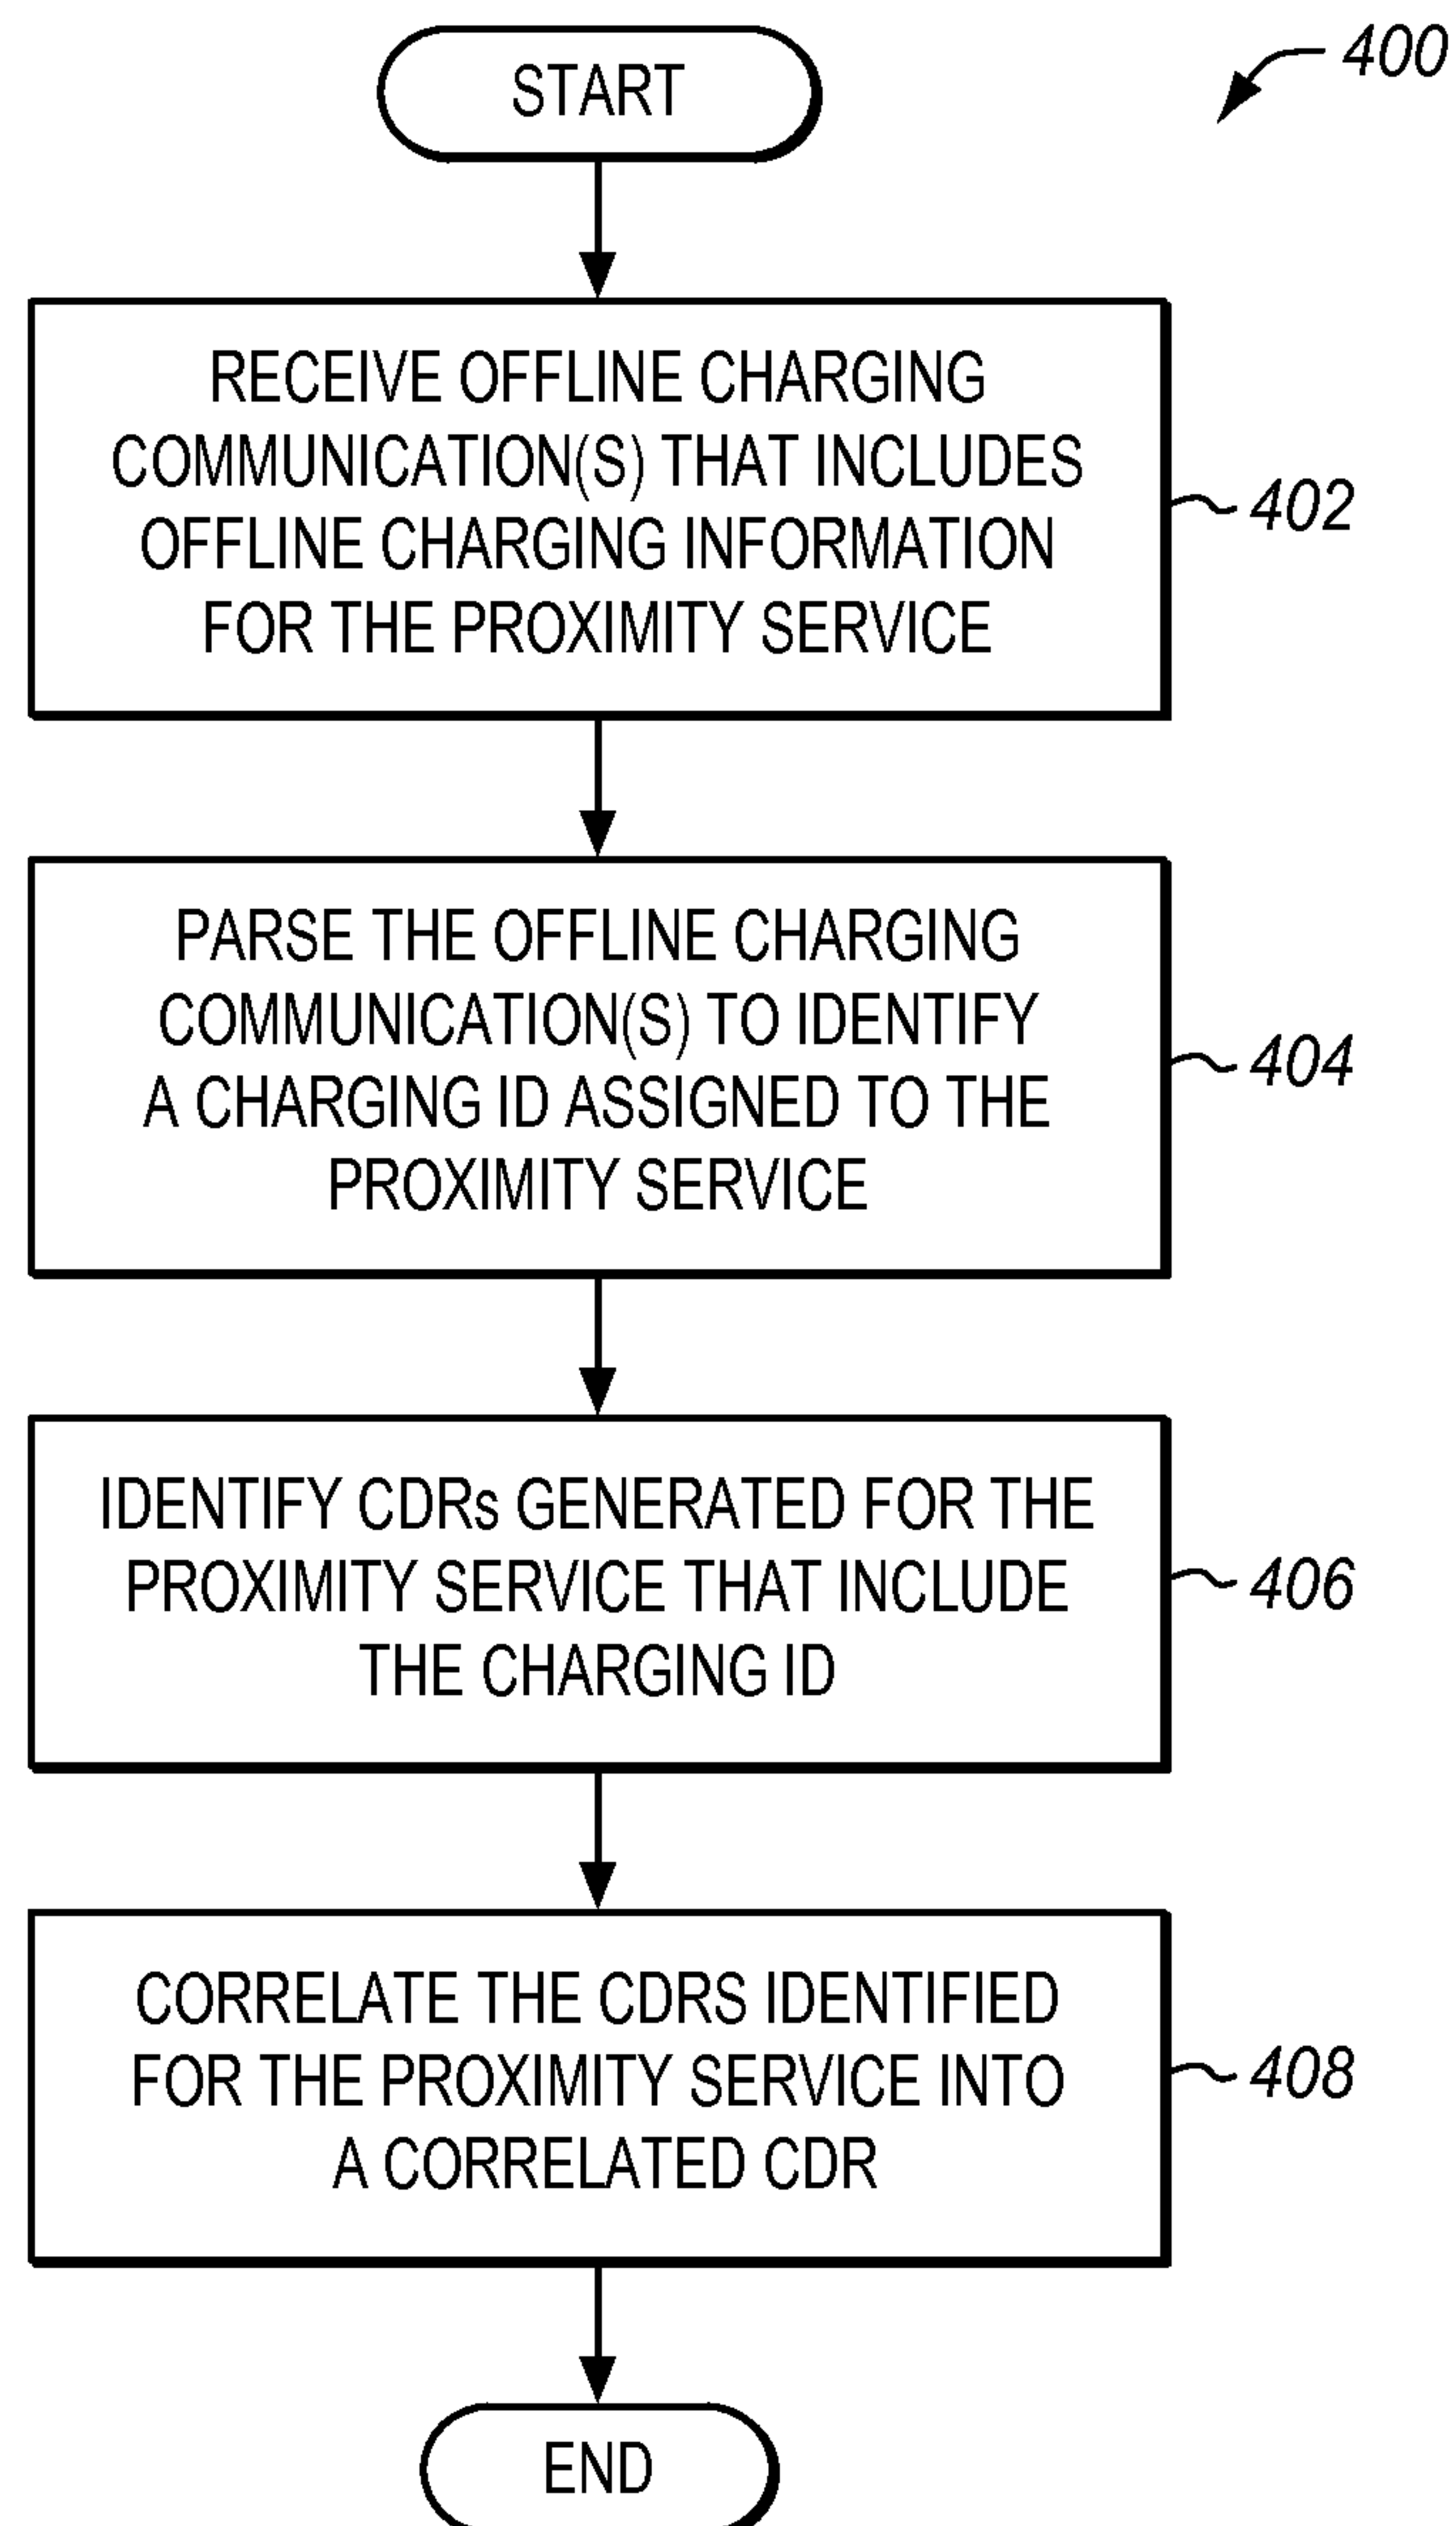 START
400
RECEIVE OFFLINE CHARGING
COMMUNICATION(S) THAT INCLUDES
OFFLINE CHARGING INFORMATION
FOR THE PROXIMITY SERVICE
402
PARSE THE OFFLINE CHARGING
COMMUNICATION(S) TO IDENTIFY
A CHARGING ID ASSIGNED TO THE
PROXIMITY SERVICE
404
IDENTIFY CDRs GENERATED FOR THE
PROXIMITY SERVICE THAT INCLUDE
THE CHARGING ID
406
CORRELATE THE CDRS IDENTIFIED
FOR THE PROXIMITY SERVICE INTO
A CORRELATED CDR
408
END